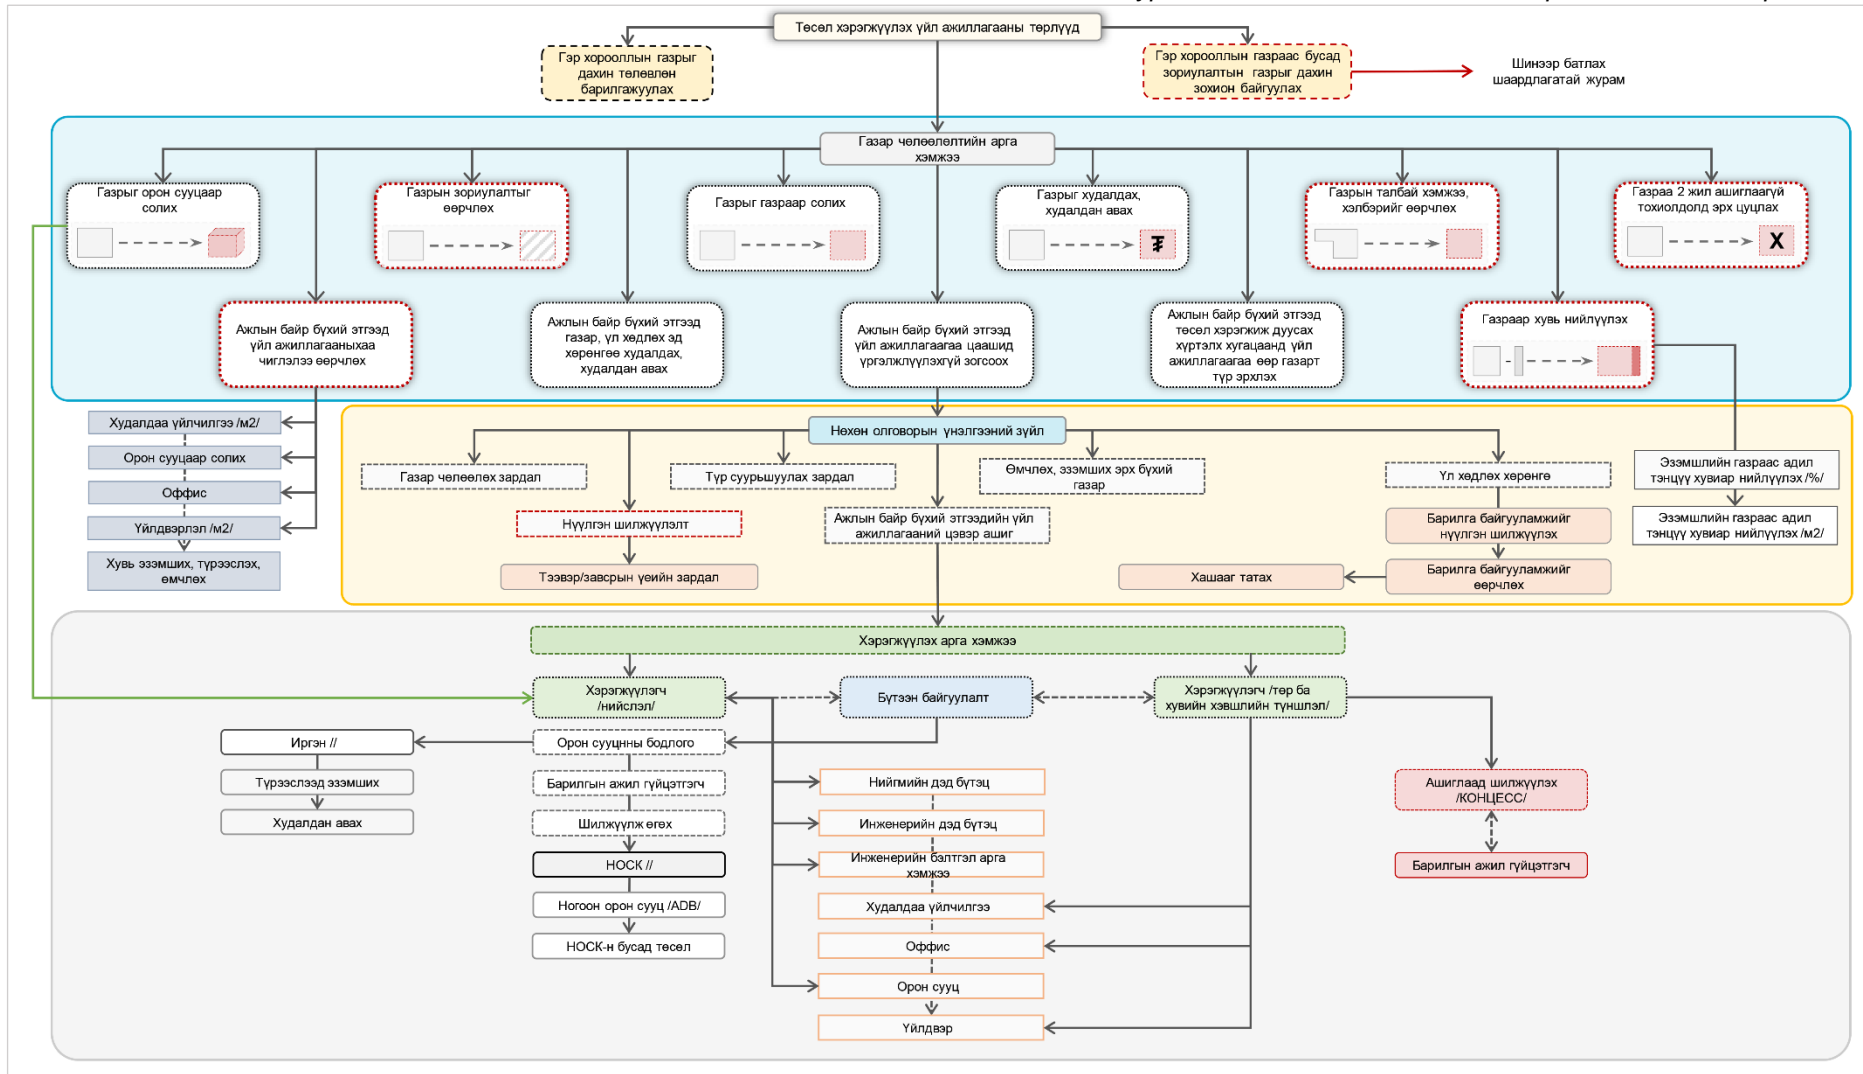 Төсөл хэрэгжүүлэх үйл ажиллагааны төрлүүд
Гэр хорооллын газрыг
дахин төлөвлөн
барилгажуулах
Гэр хорооллын газраас бусад
зориулалтын газрыг дахин
зохион байгуулах
Шинээр батлах
шаардлагатай журам
Газар чөлөөлөлтийн арга
хэмжээ
Газрыг орон сууцаар
солих
Газрын зориулалтыг
өөрчлөх
Газрыг газраар солих
Газрыг худалдах,
худалдан авах
₮
Газрын талбай хэмжээ,
хэлбэрийг өөрчлөх
Газраа 2 жил ашиглаагүй
тохиолдолд эрх цуцлах
X
Ажлын байр бүхий этгээд
үйл ажиллагааныхаа
чиглэлээ өөрчлөх
Ажлын байр бүхий этгээд
газар, үл хөдлөх эд
хөрөнгөө худалдах,
худалдан авах
Ажлын байр бүхий этгээд
үйл ажиллагаагаа цаашид
үргэлжлүүлэхгүй зогсоох
Ажлын байр бүхий этгээд
төсөл хэрэгжиж дуусах
хүртэлх хугацаанд үйл
ажиллагаагаа өөр газарт
түр эрхлэх
Газраар хувь нийлүүлэх
-
Худалдаа үйлчилгээ /м2/
Орон сууцаар солих
Оффис
Үйлдвэрлэл /м2/
Хувь эзэмших, түрээслэх,
өмчлөх
Нөхөн олговорын үнэлгээний зүйл
Газар чөлөөлөх зардал
Түр суурьшуулах зардал
Өмчлөх, эзэмших эрх бүхий
газар
Үл хөдлөх хөрөнгө
Эзэмшлийн газраас адил
тэнцүү хувиар нийлүүлэх /%/
Нүүлгэн шилжүүлэлт
Ажлын байр бүхий этгээдийн үйл
ажиллагааний цэвэр ашиг
Барилга байгууламжийг
нүүлгэн шилжүүлэх
Эзэмшлийн газраас адил
тэнцүү хувиар нийлүүлэх /м2/
Тээвэр/завсрын үеийн зардал
Хашааг татах
Барилга байгууламжийг
өөрчлөх
Хэрэгжүүлэх арга хэмжээ
Хэрэгжүүлэгч
/нийслэл/
Бүтээн байгуулалт
Хэрэгжүүлэгч /төр ба
хувийн хэвшлийн түншлэл/
Иргэн //
Орон сууцнны бодлого
Түрээслээд эзэмших
Барилгын ажил гүйцэтгэгч
Нийгмийн дэд бүтэц
Ашиглаад шилжүүлэх
/КОНЦЕСС/
Худалдан авах
Шилжүүлж өгөх
Инженерийн дэд бүтэц
НОСК //
Инженерийн бэлтгэл арга
хэмжээ
Барилгын ажил гүйцэтгэгч
Ногоон орон сууц /ADB/
Худалдаа үйлчилгээ
НОСК-н бусад төсөл
Оффис
Орон сууц
Үйлдвэр